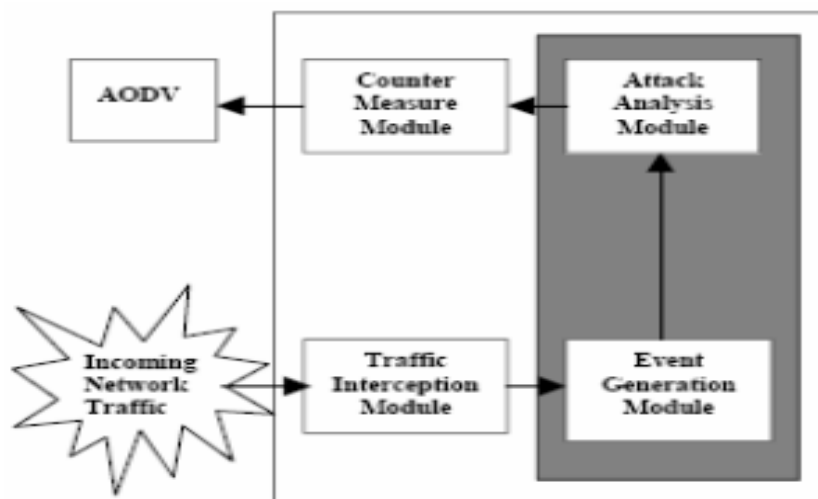 AODV
Counter
Measure
Module
Attack
Analysis
Module
Incoming
Network
Traffic
Traffic
Interception
Module
Event
Generation
Module